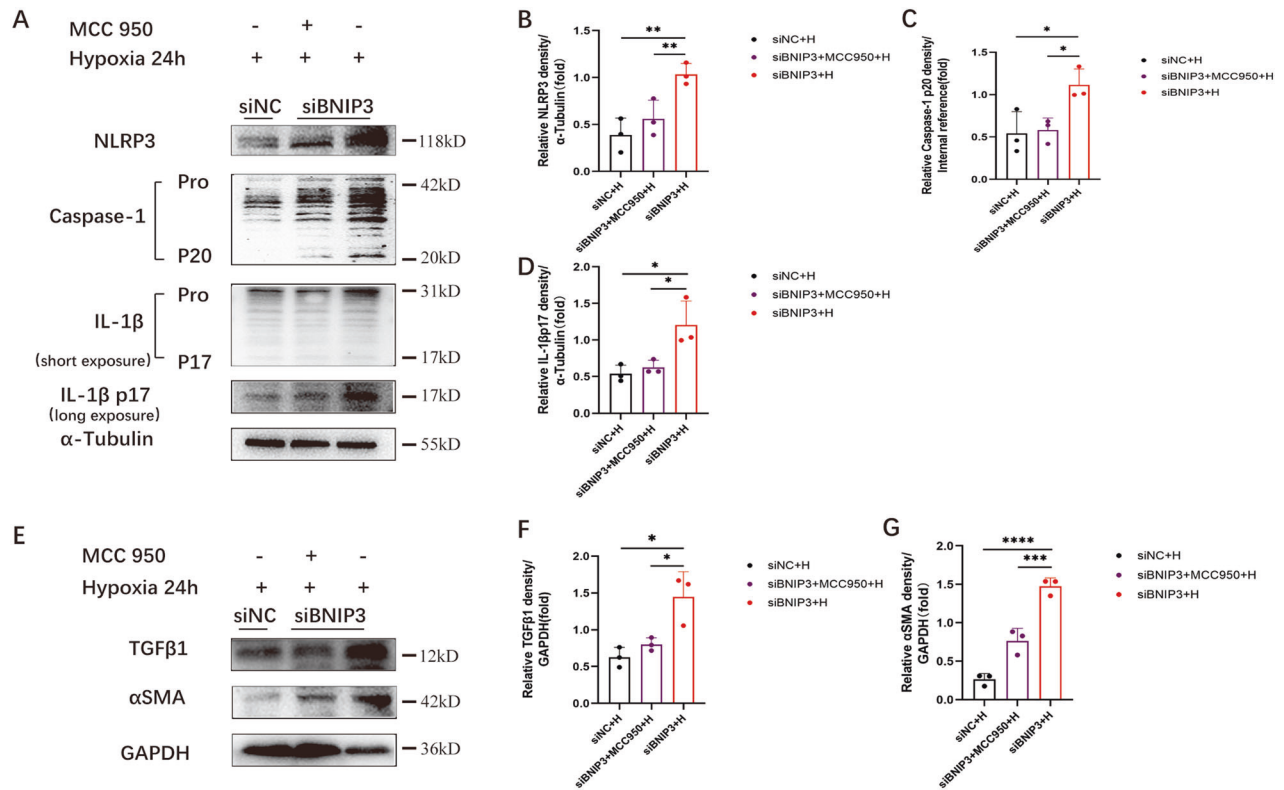 A
MCC 950 - + -
Hypoxia 24h + + +
siNC siBNIP3
NLRP3 118kD
Caspase-1 Pro 42kD
P20 20kD
IL-1β Pro 31kD
(short exposure) P17 17kD
IL-1β p17 17kD
(long exposure)
α-Tubulin 55kD
B
Relative NLRP3 density/
α-Tubulin(fold)
1.5
1.0
0.5
0.0
**
**
siNC+H
siBNIP3+MCC950+H
siBNIP3+H
siNC+H
siBNIP3+MCC950+H
siBNIP3+H
C
Relative Caspase-1 p20 density/
Internal reference(fold)
1.5
1.0
0.5
0.0
*
*
siNC+H
siBNIP3+MCC950+H
siBNIP3+H
siNC+H
siBNIP3+MCC950+H
siBNIP3+H
D
Relative IL-1βp17 density/
α-Tubulin(fold)
2.0
1.5
1.0
0.5
0.0
*
*
siNC+H
siBNIP3+MCC950+H
siBNIP3+H
siNC+H
siBNIP3+MCC950+H
siBNIP3+H
E
MCC 950 - + -
Hypoxia 24h + + +
siNC siBNIP3
TGFβ1 12kD
αSMA 42kD
GAPDH 36kD
F
Relative TGFβ1 density/
GAPDH(fold)
2.0
1.5
1.0
0.5
0.0
*
*
siNC+H
siBNIP3+MCC950+H
siBNIP3+H
siNC+H
siBNIP3+MCC950+H
siBNIP3+H
G
Relative αSMA density/
GAPDH(fold)
2.0
1.5
1.0
0.5
0.0
****
***
siNC+H
siBNIP3+MCC950+H
siBNIP3+H
siNC+H
siBNIP3+MCC950+H
siBNIP3+H